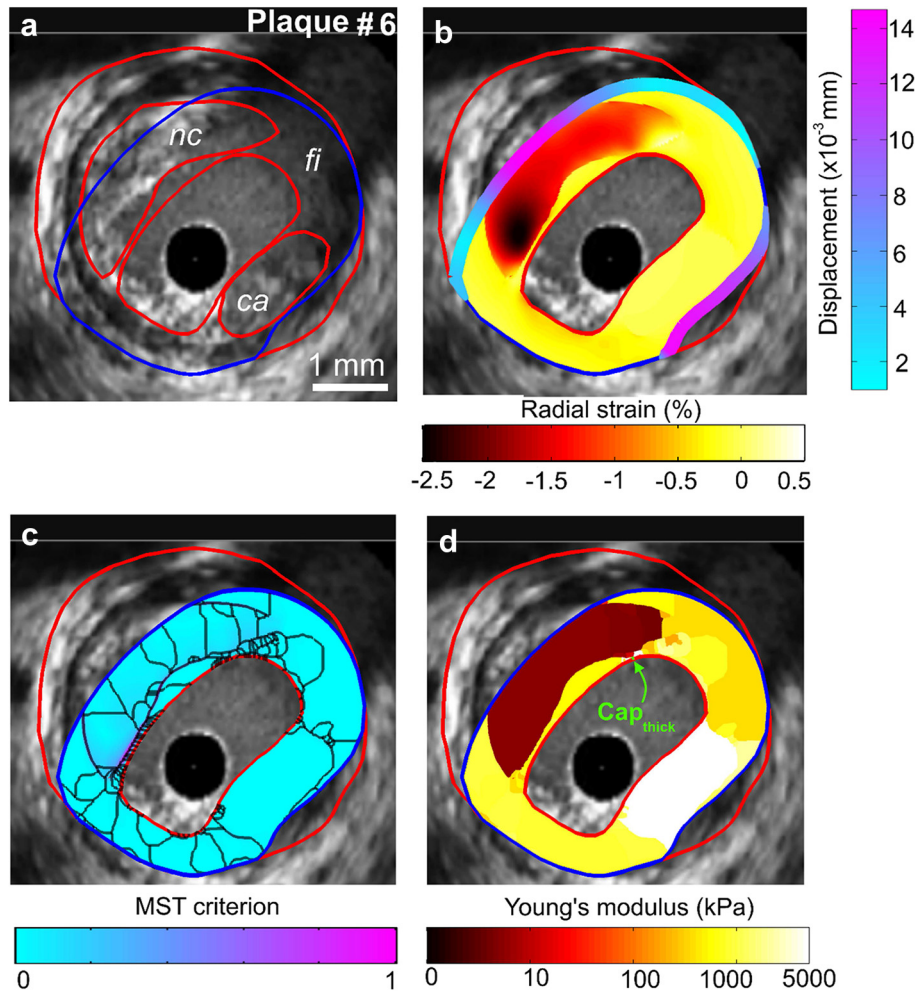 a
Plaque #6
nc
fi
ca
1 mm
b
14
12
10
8
6
4
2
Displacement (x10-3 mm)
Radial strain (%)
-2.5 -2 -1.5 -1 -0.5 0 0.5
c
MST criterion
0 1
d
Cap thick
Young's modulus (kPa)
0 10 100 1000 5000